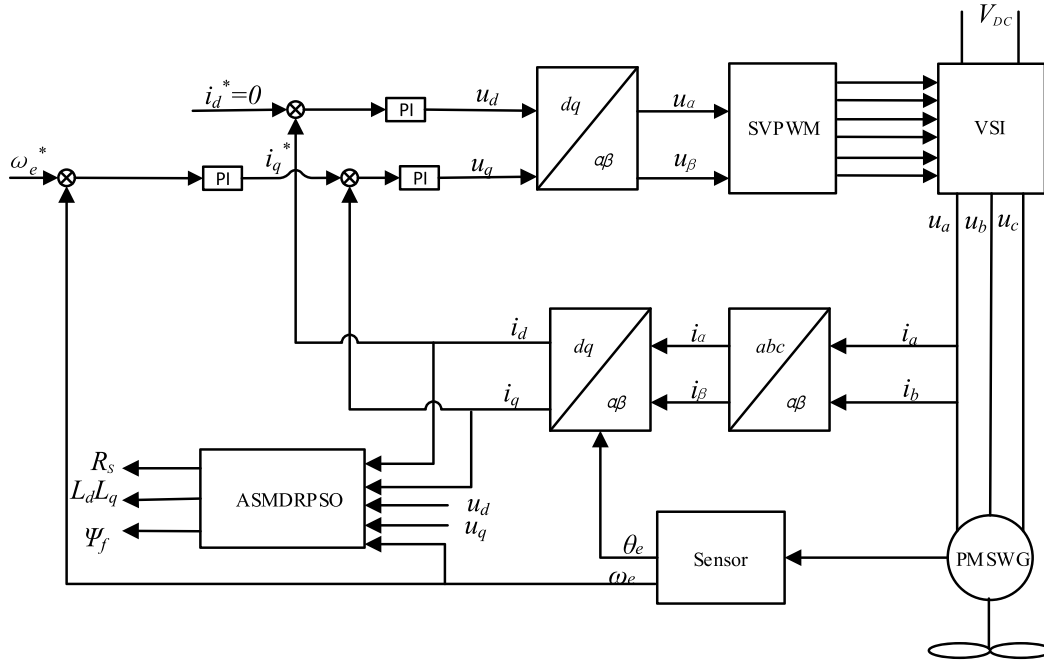 V_DC
i_d^*=0
PI
u_d
dq
αβ
u_α
SVPWM
VSI
ω_e^*
PI
i_q^*
PI
u_q
u_β
u_a
u_b
u_c
i_d
dq
αβ
i_α
abc
αβ
i_a
i_q
i_β
i_b
R_s
L_dL_q
Ψ_f
ASMDRPSO
u_d
u_q
θ_e
ω_e
Sensor
PMSWG